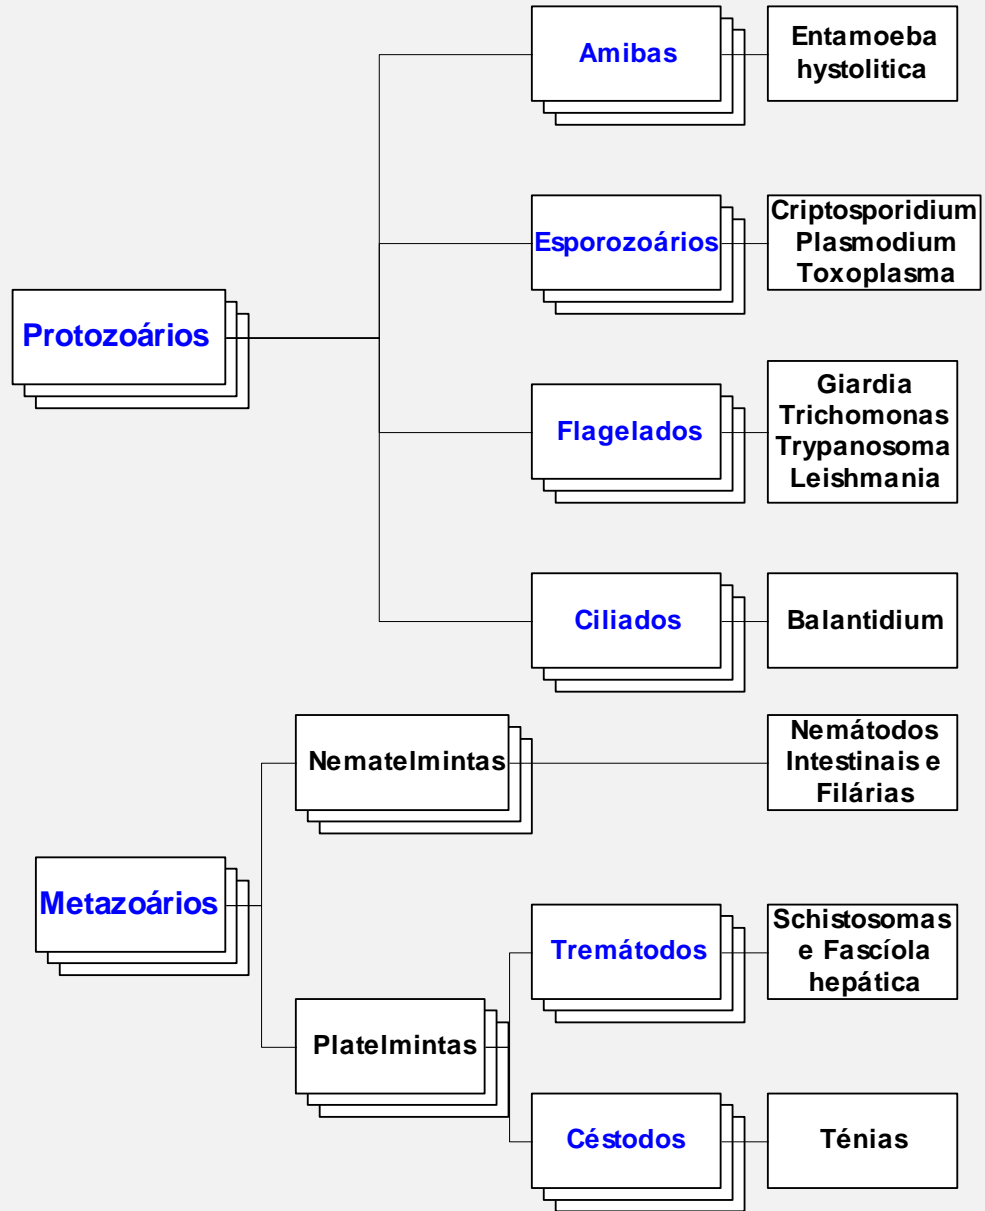 Protozoários
Amibas
Entamoeba
hystolitica
Esporozoários
Criptosporidium
Plasmodium
Toxoplasma
Flagelados
Giardia
Trichomonas
Trypanosoma
Leishmania
Ciliados
Balantidium
Metazoários
Nematelmintas
Nemátodos
Intestinais e
Filárias
Platelmintas
Tremátodos
Schistosomas
e Fascíola
hepática
Céstodos
Ténias